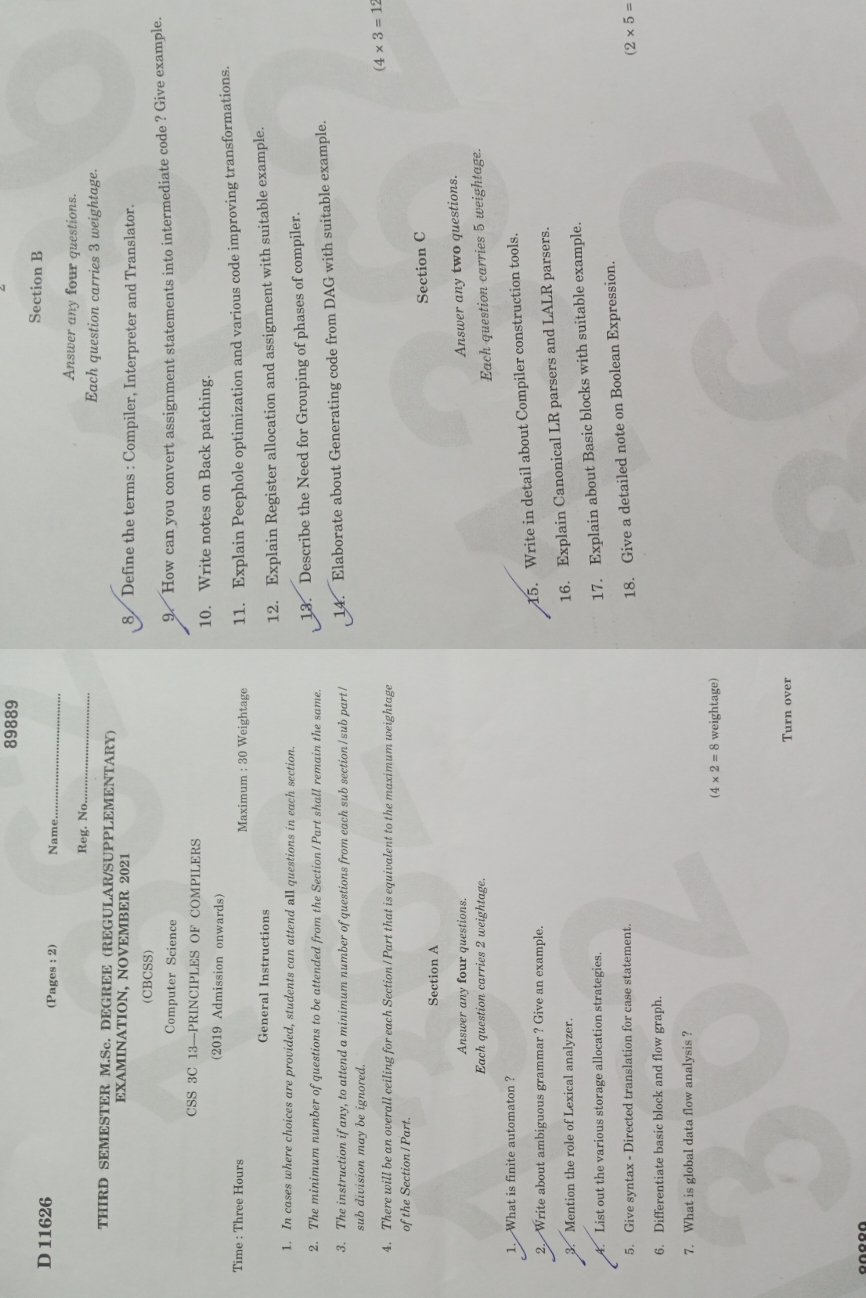 89889
D 11626
(Pages : 2)
Name
Reg. No.
THIRD SEMESTER M.Sc. DEGREE (REGULAR/SUPPLEMENTARY)
EXAMINATION, NOVEMBER 2021
(CBCSS)
Computer Science
CSS 3C 13—PRINCIPLES OF COMPILERS
(2019 Admission onwards)
Time : Three Hours
Maximum : 30 Weightage
General Instructions
1. In cases where choices are provided, students can attend all questions in each section.
2. The minimum number of questions to be attended from the Section / Part shall remain the same.
3. The instruction if any, to attend a minimum number of questions from each sub section / sub part /
sub division may be ignored.
4. There will be an overall ceiling for each Section / Part that is equivalent to the maximum weightage
of the Section / Part.
Section A
Answer any four questions.
Each question carries 2 weightage.
1. What is finite automaton ?
2. Write about ambiguous grammar ? Give an example.
3. Mention the role of Lexical analyzer.
4. List out the various storage allocation strategies.
5. Give syntax - Directed translation for case statement.
6. Differentiate basic block and flow graph.
7. What is global data flow analysis ?
(4 × 2 = 8 weightage)
Turn over
89889
2
Section B
Answer any four questions.
Each question carries 3 weightage.
8. Define the terms : Compiler, Interpreter and Translator.
9. How can you convert assignment statements into intermediate code ? Give example.
10. Write notes on Back patching.
11. Explain Peephole optimization and various code improving transformations.
12. Explain Register allocation and assignment with suitable example.
13. Describe the Need for Grouping of phases of compiler.
14. Elaborate about Generating code from DAG with suitable example.
(4 × 3 = 12
Section C
Answer any two questions.
Each question carries 5 weightage.
15. Write in detail about Compiler construction tools.
16. Explain Canonical LR parsers and LALR parsers.
17. Explain about Basic blocks with suitable example.
18. Give a detailed note on Boolean Expression.
(2 × 5 =